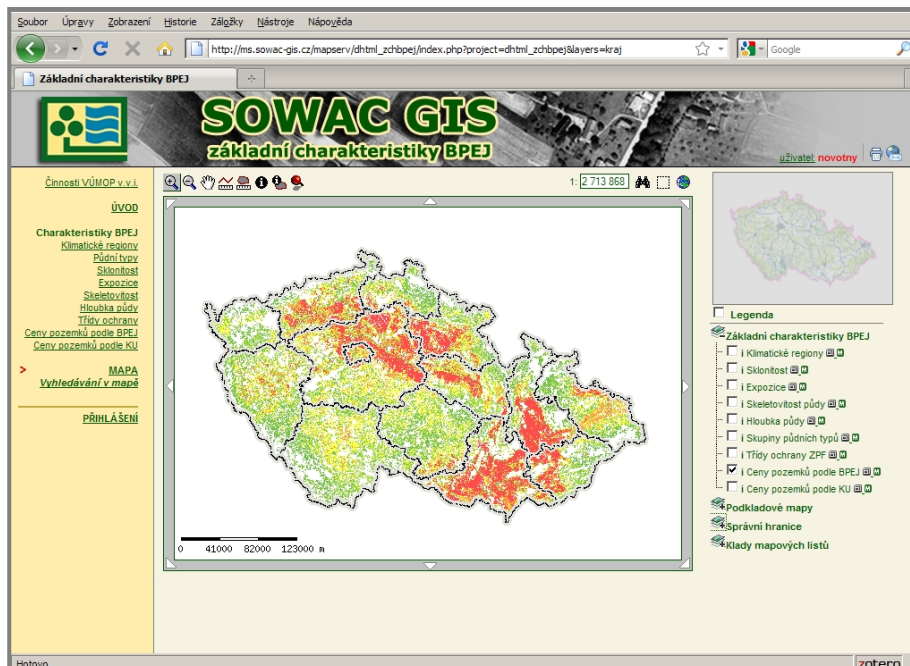 Soubor Úpravy Zobrazení Historie Záložky Nástroje Nápověda
http://ms.sowac-gis.cz/mapserv/dhtml_zchbpej/index.php?project=dhtml_zchbpej&layers=kraj
Google
Základní charakteristiky BPEJ
SOWAC GIS
základní charakteristiky BPEJ
uživatel novotny
Činnosti VÚMOP v.v.i.
ÚVOD
Charakteristiky BPEJ
Klimatické regiony
Půdní typy
Sklonitost
Expozice
Skeletovitost
Hloubka půdy
Třídy ochrany
Ceny pozemků podle BPEJ
Ceny pozemků podle KU
> MAPA
Vyhledávání v mapě
PŘIHLÁŠENÍ
1: 2 713 868
0 41000 82000 123000 m
Legenda
Základní charakteristiky BPEJ
i Klimatické regiony
i Sklonitost
i Expozice
i Skeletovitost půdy
i Hloubka půdy
i Skupiny půdních typů
i Třídy ochrany ZPF
i Ceny pozemků podle BPEJ
i Ceny pozemků podle KU
Podkladové mapy
Správní hranice
Klady mapových listů
Hotovo
zotero